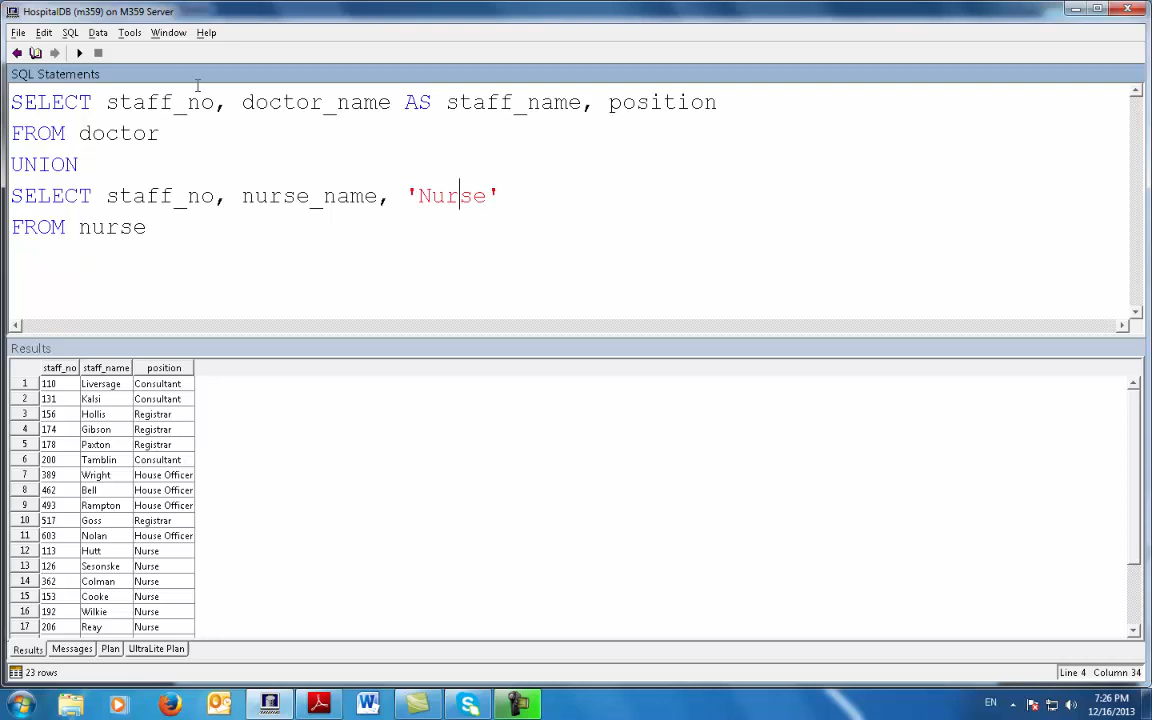 HospitalDB (m359) on M359 Server
File Edit SQL Data Tools Window Help
SQL Statements
SELECT staff_no, doctor_name AS staff_name, position
FROM doctor
UNION
SELECT staff_no, nurse_name, 'Nurse'
FROM nurse
Results
staff_no staff_name position
1 110 Liversage Consultant
2 131 Kalsi Consultant
3 156 Hollis Registrar
4 174 Gibson Registrar
5 178 Paxton Registrar
6 200 Tamblin Consultant
7 389 Wright House Officer
8 462 Bell House Officer
9 493 Rampton House Officer
10 517 Goss Registrar
11 603 Nolan House Officer
12 113 Hutt Nurse
13 126 Sesonske Nurse
14 362 Colman Nurse
15 153 Cooke Nurse
16 192 Wilkie Nurse
17 206 Reay Nurse
Results Messages Plan UltraLite Plan
23 rows Line 4 Column 34
EN 7:26 PM
12/16/2013